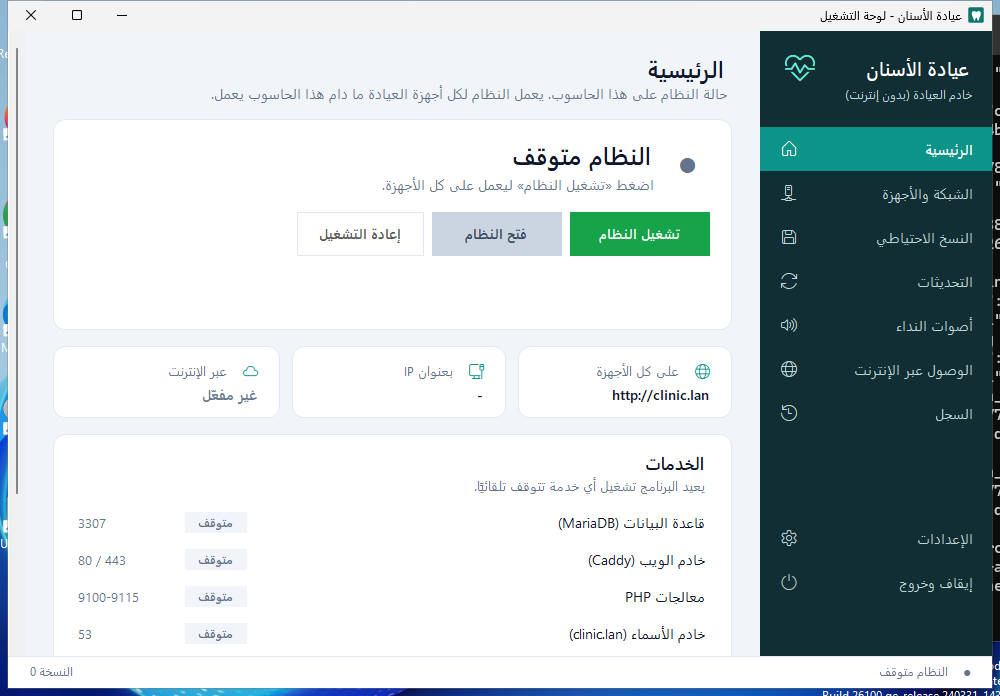 عيادة الأسنان - لوحة التشغيل
عيادة الأسنان
خادم العيادة (بدون إنترنت)
الرئيسية
الشبكة والأجهزة
النسخ الاحتياطي
التحديثات
أصوات النداء
الوصول عبر الإنترنت
السجل
الإعدادات
إيقاف وخروج
الرئيسية
حالة النظام على هذا الحاسوب. يعمل النظام لكل أجهزة العيادة ما دام هذا الحاسوب يعمل.
النظام متوقف
اضغط «تشغيل النظام» ليعمل على كل الأجهزة.
تشغيل النظام
فتح النظام
إعادة التشغيل
على كل الأجهزة
http://clinic.lan
بعنوان IP
-
عبر الإنترنت
غير مفعّل
الخدمات
يعيد البرنامج تشغيل أي خدمة تتوقف تلقائيًا.
قاعدة البيانات (MariaDB) متوقف 3307
خادم الويب (Caddy) متوقف 80 / 443
معالجات PHP متوقف 9100-9115
خادم الأسماء (clinic.lan) متوقف 53
النظام متوقف
النسخة 0